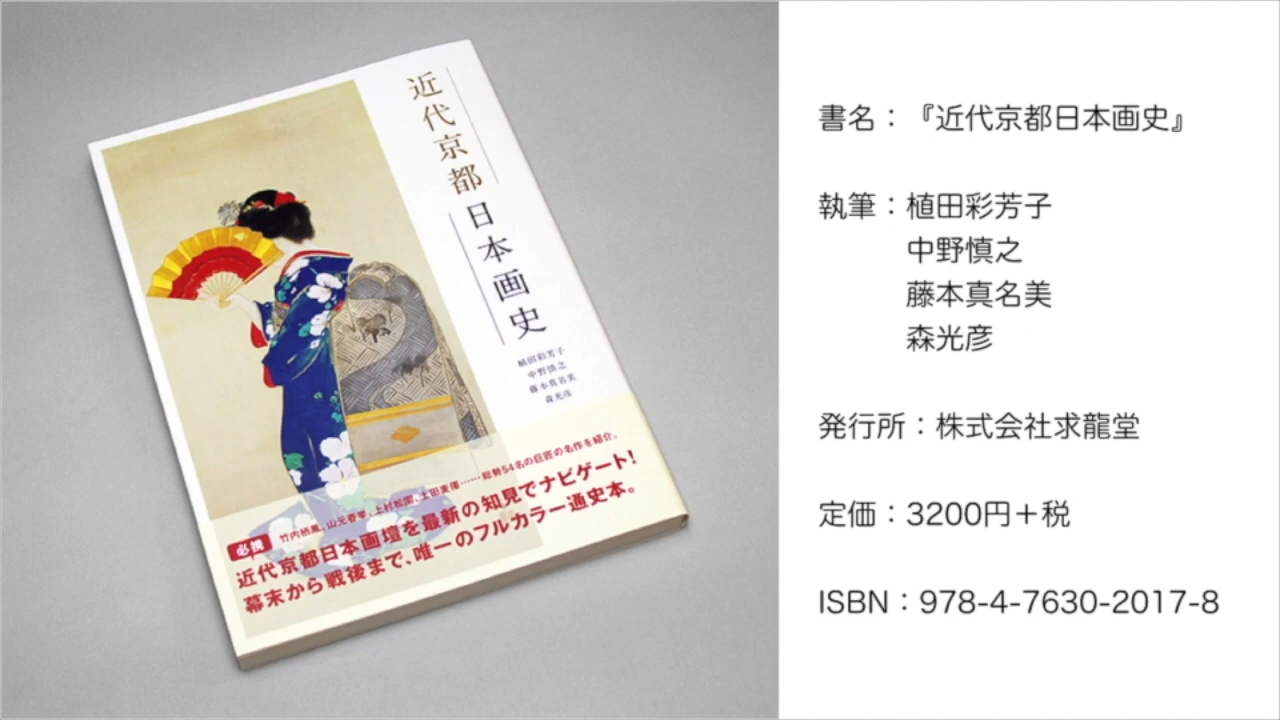 近代京都日本画史
植田彩芳子
中野慎之
藤本真名美
森光彦
竹内栖鳳、山元春挙、上村松園、土田麦僊……総勢54名の巨匠の名作を紹介。
必携
近代京都日本画壇を最新の知見でナビゲート!
幕末から戦後まで、唯一のフルカラー通史本。
書名：『近代京都日本画史』
執筆：植田彩芳子
中野慎之
藤本真名美
森光彦
発行所：株式会社求龍堂
定価：3200円＋税
ISBN：978-4-7630-2017-8